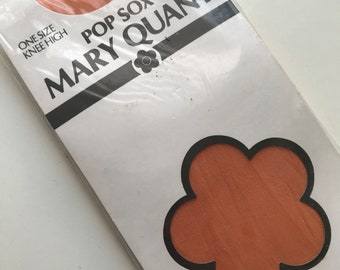 ONE SIZE
KNEE HIGH
POP SOX
MARY QUANT